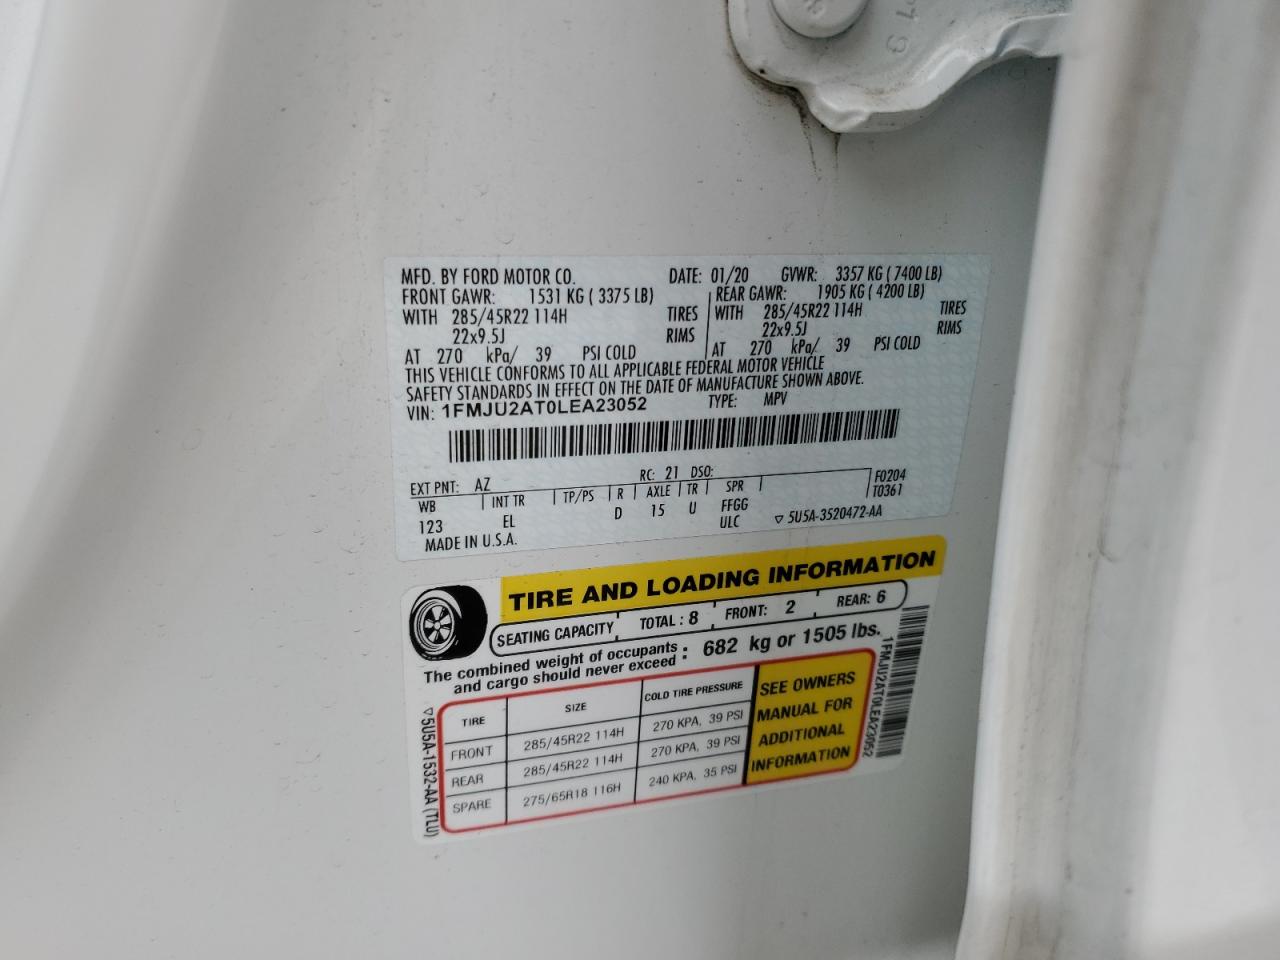 MFD. BY FORD MOTOR CO. DATE: 01/20 GVWR: 3357 KG ( 7400 LB)
FRONT GAWR: 1531 KG ( 3375 LB) REAR GAWR: 1905 KG ( 4200 LB)
WITH 285/45R22 114H TIRES WITH 285/45R22 114H TIRES
22x9.5J RIMS 22x9.5J RIMS
AT 270 kPa/ 39 PSI COLD AT 270 kPa/ 39 PSI COLD
THIS VEHICLE CONFORMS TO ALL APPLICABLE FEDERAL MOTOR VEHICLE
SAFETY STANDARDS IN EFFECT ON THE DATE OF MANUFACTURE SHOWN ABOVE.
VIN: 1FMJU2AT0LEA23052 TYPE: MPV
EXT PNT: AZ RC: 21 DSO: F0204
WB INT TR TP/PS R AXLE TR SPR T0361
123 EL D 15 U FFGG
ULC ▽ 5U5A-3520472-AA
MADE IN U.S.A.
TIRE AND LOADING INFORMATION
SEATING CAPACITY TOTAL : 8 FRONT: 2 REAR: 6
The combined weight of occupants
and cargo should never exceed : 682 kg or 1505 lbs.
TIRE SIZE COLD TIRE PRESSURE
FRONT 285/45R22 114H 270 KPA, 39 PSI
REAR 285/45R22 114H 270 KPA, 39 PSI
SPARE 275/65R18 116H 240 KPA, 35 PSI
SEE OWNERS
MANUAL FOR
ADDITIONAL
INFORMATION
▽5U5A-1532-AA (TLU)
1FMJU2AT0LEA23052